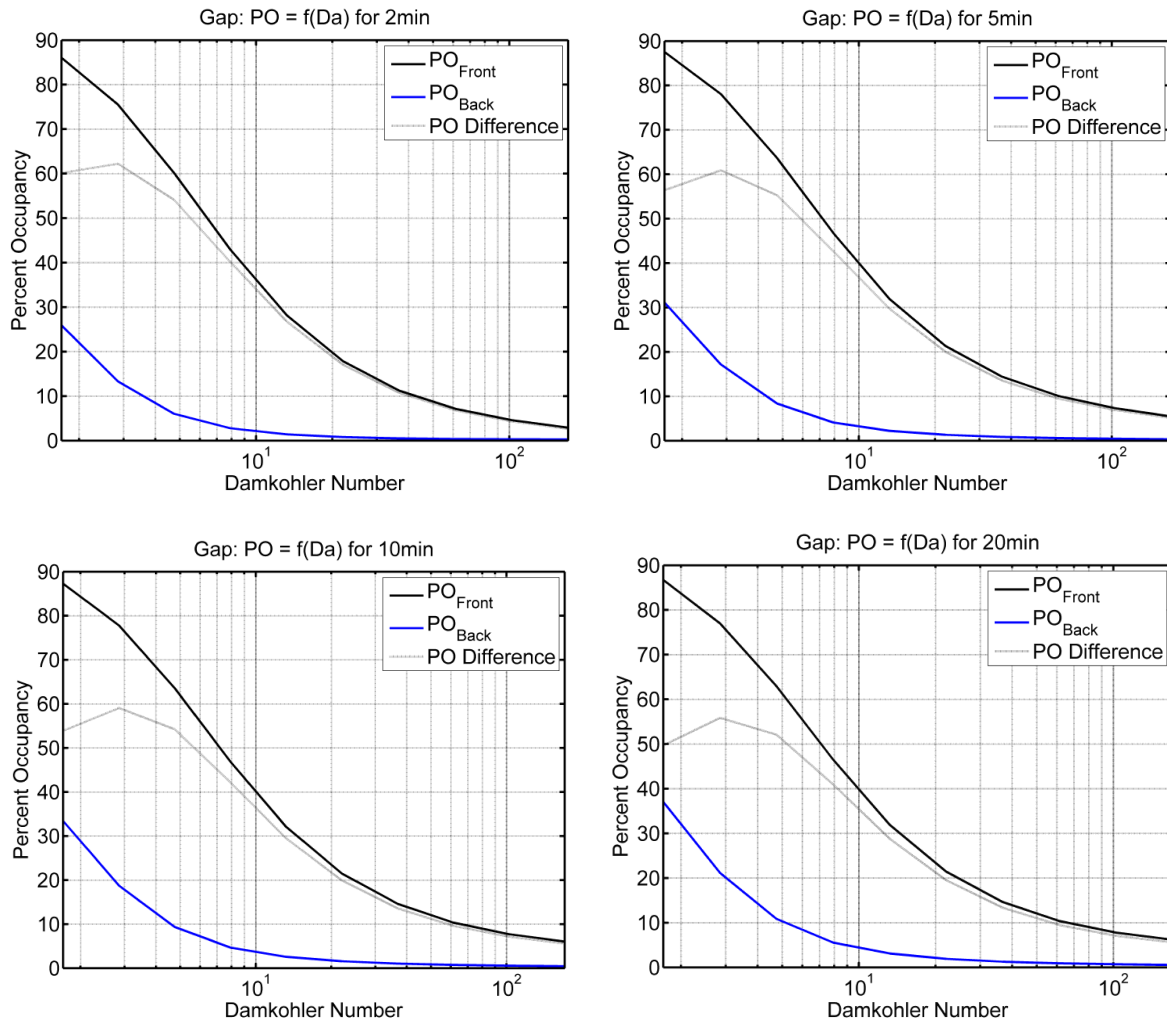 Gap: PO = f(Da) for 2min
90
80
70
60
50
40
30
20
10
0
Percent Occupancy
PO_Front
PO_Back
PO Difference
10^1
10^2
Damkohler Number
Gap: PO = f(Da) for 5min
90
80
70
60
50
40
30
20
10
0
Percent Occupancy
PO_Front
PO_Back
PO Difference
10^1
10^2
Damkohler Number
Gap: PO = f(Da) for 10min
90
80
70
60
50
40
30
20
10
0
Percent Occupancy
PO_Front
PO_Back
PO Difference
10^1
10^2
Damkohler Number
Gap: PO = f(Da) for 20min
90
80
70
60
50
40
30
20
10
0
Percent Occupancy
PO_Front
PO_Back
PO Difference
10^1
10^2
Damkohler Number